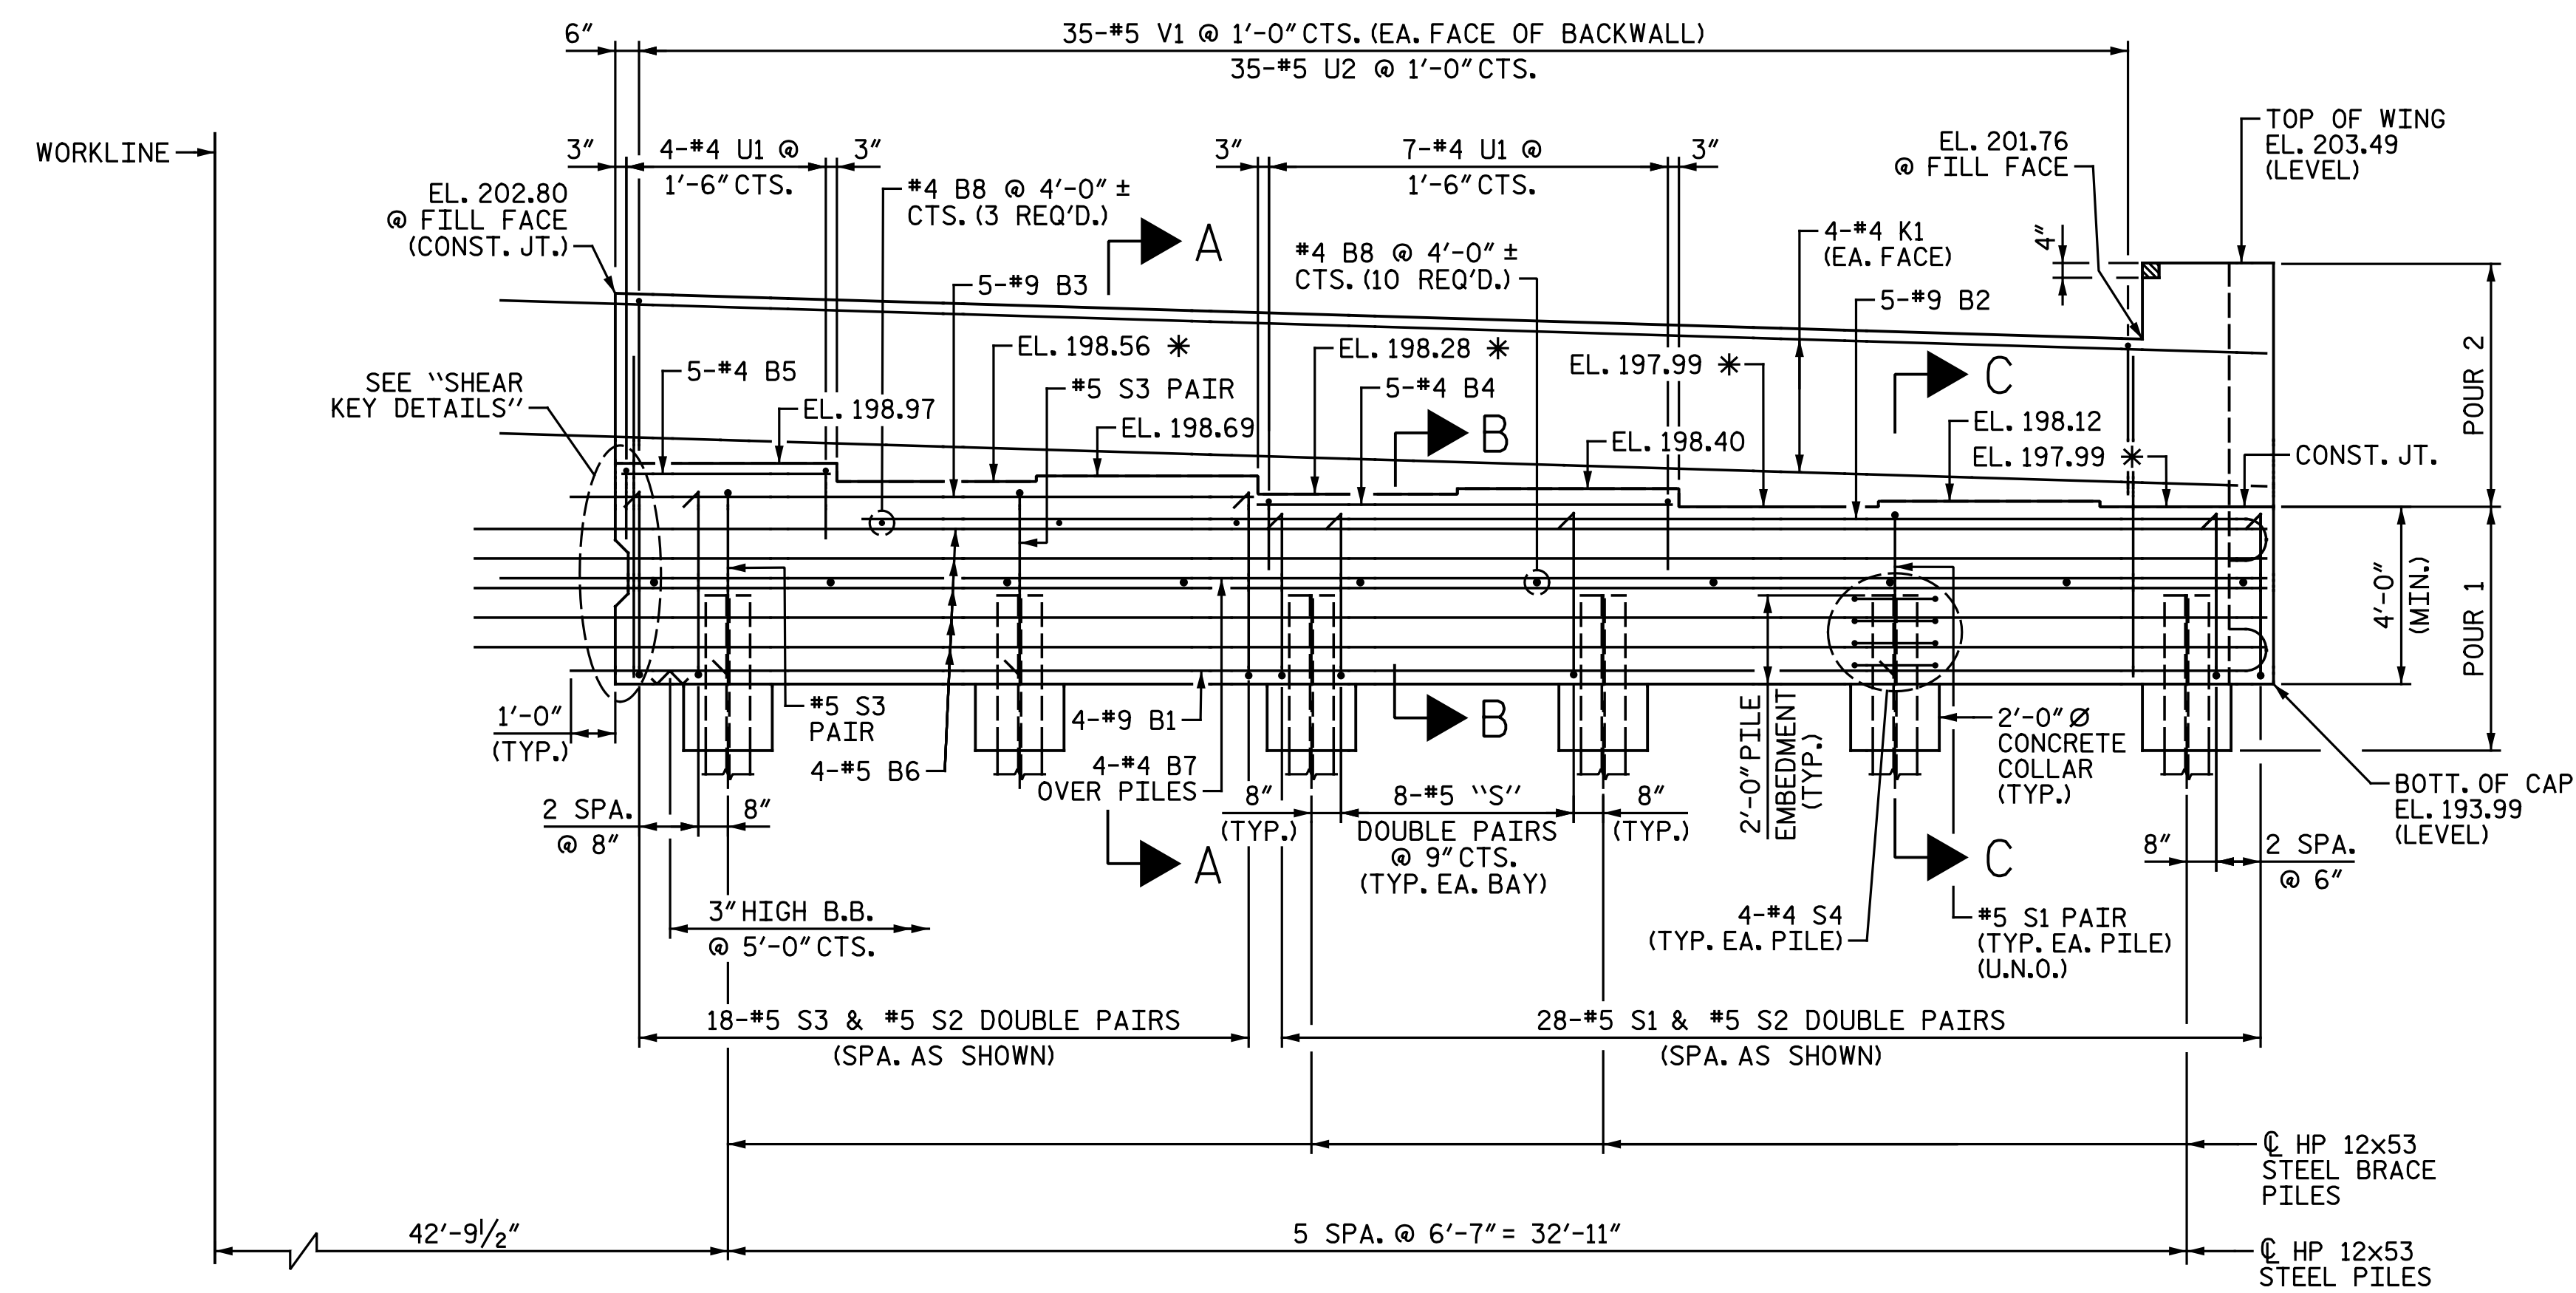 6″
35-#5 V1 @ 1′-0″ CTS. (EA. FACE OF BACKWALL)
35-#5 U2 @ 1′-0″ CTS.
WORKLINE
3″
4-#4 U1 @
1′-6″ CTS.
3″
3″
7-#4 U1 @
1′-6″ CTS.
3″
EL. 201.76
@ FILL FACE
TOP OF WING
EL. 203.49
(LEVEL)
EL. 202.80
@ FILL FACE
(CONST. JT.)
#4 B8 @ 4′-0″ ±
CTS. (3 REQ'D.)
A
#4 B8 @ 4′-0″ ±
CTS. (10 REQ'D.)
4-#4 K1
(EA. FACE)
4″
5-#9 B3
5-#9 B2
SEE “SHEAR
KEY DETAILS”
5-#4 B5
EL. 198.97
EL. 198.56 *
#5 S3 PAIR
EL. 198.69
EL. 198.28 *
5-#4 B4
B
EL. 197.99 *
EL. 198.40
C
EL. 198.12
EL. 197.99 *
CONST. JT.
POUR 2
4′-0″
(MIN.)
POUR 1
1′-0″
(TYP.)
#5 S3
PAIR
4-#5 B6
4-#9 B1
4-#4 B7
OVER PILES
B
2′-0″ PILE
EMBEDMENT
(TYP.)
2′-0″ Ø
CONCRETE
COLLAR
(TYP.)
BOTT. OF CAP
EL. 193.99
(LEVEL)
2 SPA.
@ 8″
8″
A
8″
(TYP.)
8-#5 “S”
DOUBLE PAIRS
@ 9″ CTS.
(TYP. EA. BAY)
8″
(TYP.)
C
8″
2 SPA.
@ 6″
3″ HIGH B.B.
@ 5′-0″ CTS.
4-#4 S4
(TYP. EA. PILE)
#5 S1 PAIR
(TYP. EA. PILE)
(U.N.O.)
18-#5 S3 & #5 S2 DOUBLE PAIRS
(SPA. AS SHOWN)
28-#5 S1 & #5 S2 DOUBLE PAIRS
(SPA. AS SHOWN)
℄ HP 12x53
STEEL BRACE
PILES
42′-9½″
5 SPA. @ 6′-7″ = 32′-11″
℄ HP 12x53
STEEL PILES